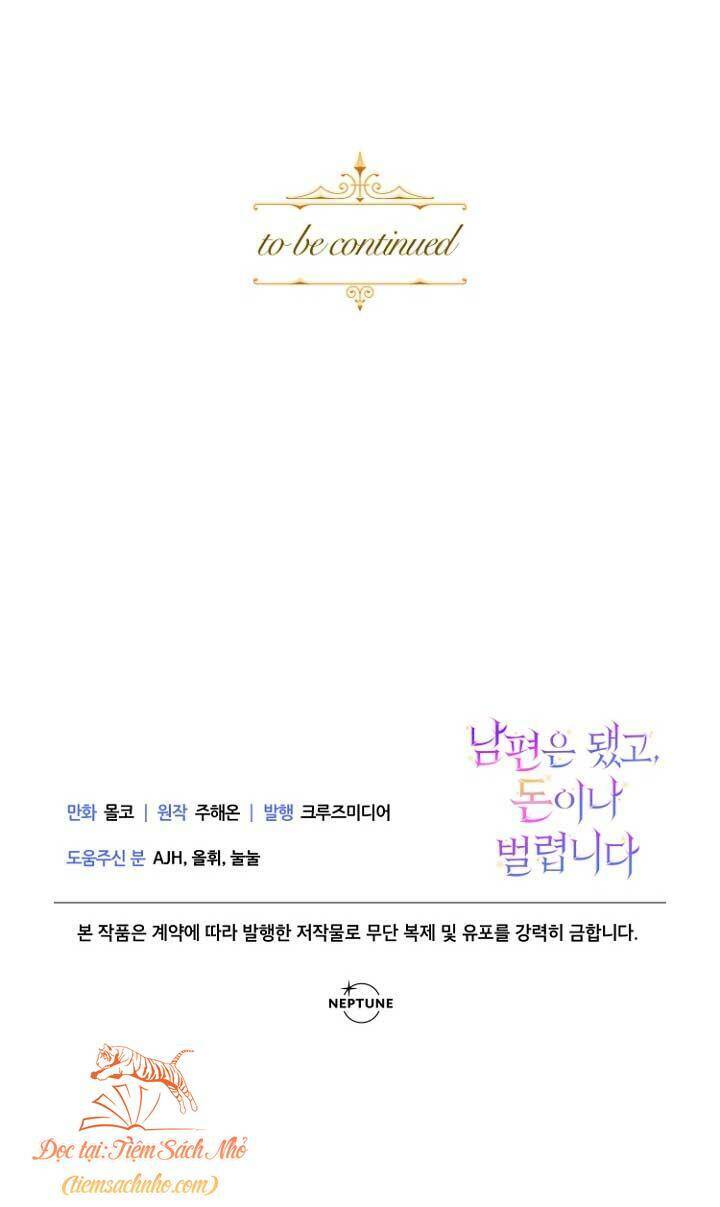 to be continued
남편은 됐고,
돈이나
벌렵니다
만화 몰코 | 원작 주해온 | 발행 크루즈미디어
도움주신 분 AJH, 올휘, 눌눌
본 작품은 계약에 따라 발행한 저작물로 무단 복제 및 유포를 강력히 금합니다.
NEPTUNE
Đọc tại: Tiệm Sách Nhỏ
(tiemsachnho.com)